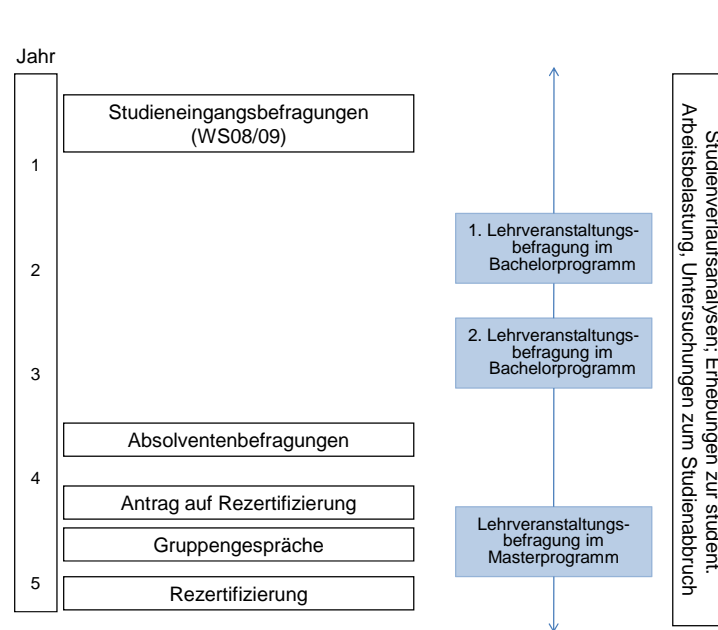 Jahr
1
2
3
4
5
Studieneingangsbefragungen
(WS08/09)
Absolventenbefragungen
Antrag auf Rezertifizierung
Gruppengespräche
Rezertifizierung
1. Lehrveranstaltungs-
befragung im
Bachelorprogramm
2. Lehrveranstaltungs-
befragung im
Bachelorprogramm
Lehrveranstaltungs-
befragung im
Masterprogramm
Studienverlaufsanalysen; Erhebungen zur student.
Arbeitsbelastung, Untersuchungen zum Studienabbruch